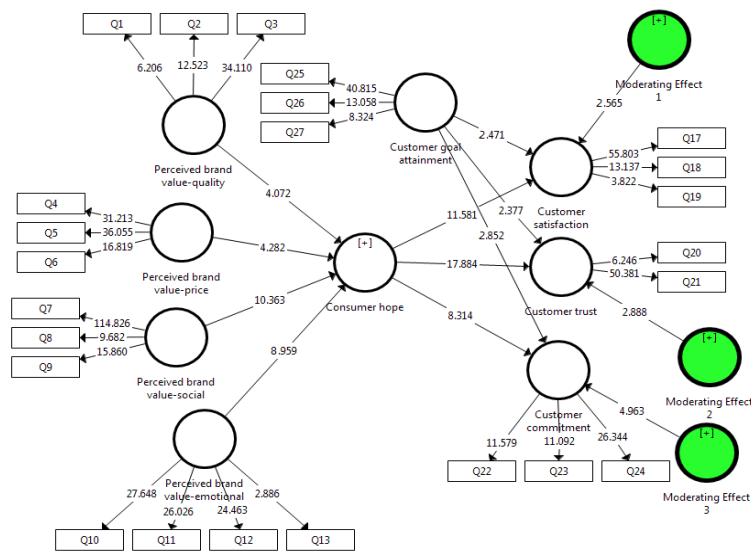 Q1
Q2
Q3
6.206
12.523
34.110
Perceived brand
value-quality
4.072
Q25
Q26
Q27
40.815
13.058
8.324
Customer goal
attainment
2.471
2.377
2.852
[+]
Moderating Effect
1
2.565
Q17
Q18
Q19
55.803
13.137
3.822
Customer
satisfaction
Q4
Q5
Q6
31.213
36.055
16.819
Perceived brand
value-price
4.282
[+]
Consumer hope
11.581
17.884
8.314
Q20
Q21
6.246
50.381
Customer trust
2.888
Q7
Q8
Q9
114.826
9.682
15.860
Perceived brand
value-social
10.363
8.959
[+]
Moderating Effect
2
Customer
commitment
4.963
11.579
11.092
26.344
Q22
Q23
Q24
[+]
Moderating Effect
3
Perceived brand
value-emotional
27.648
26.026
24.463
2.886
Q10
Q11
Q12
Q13